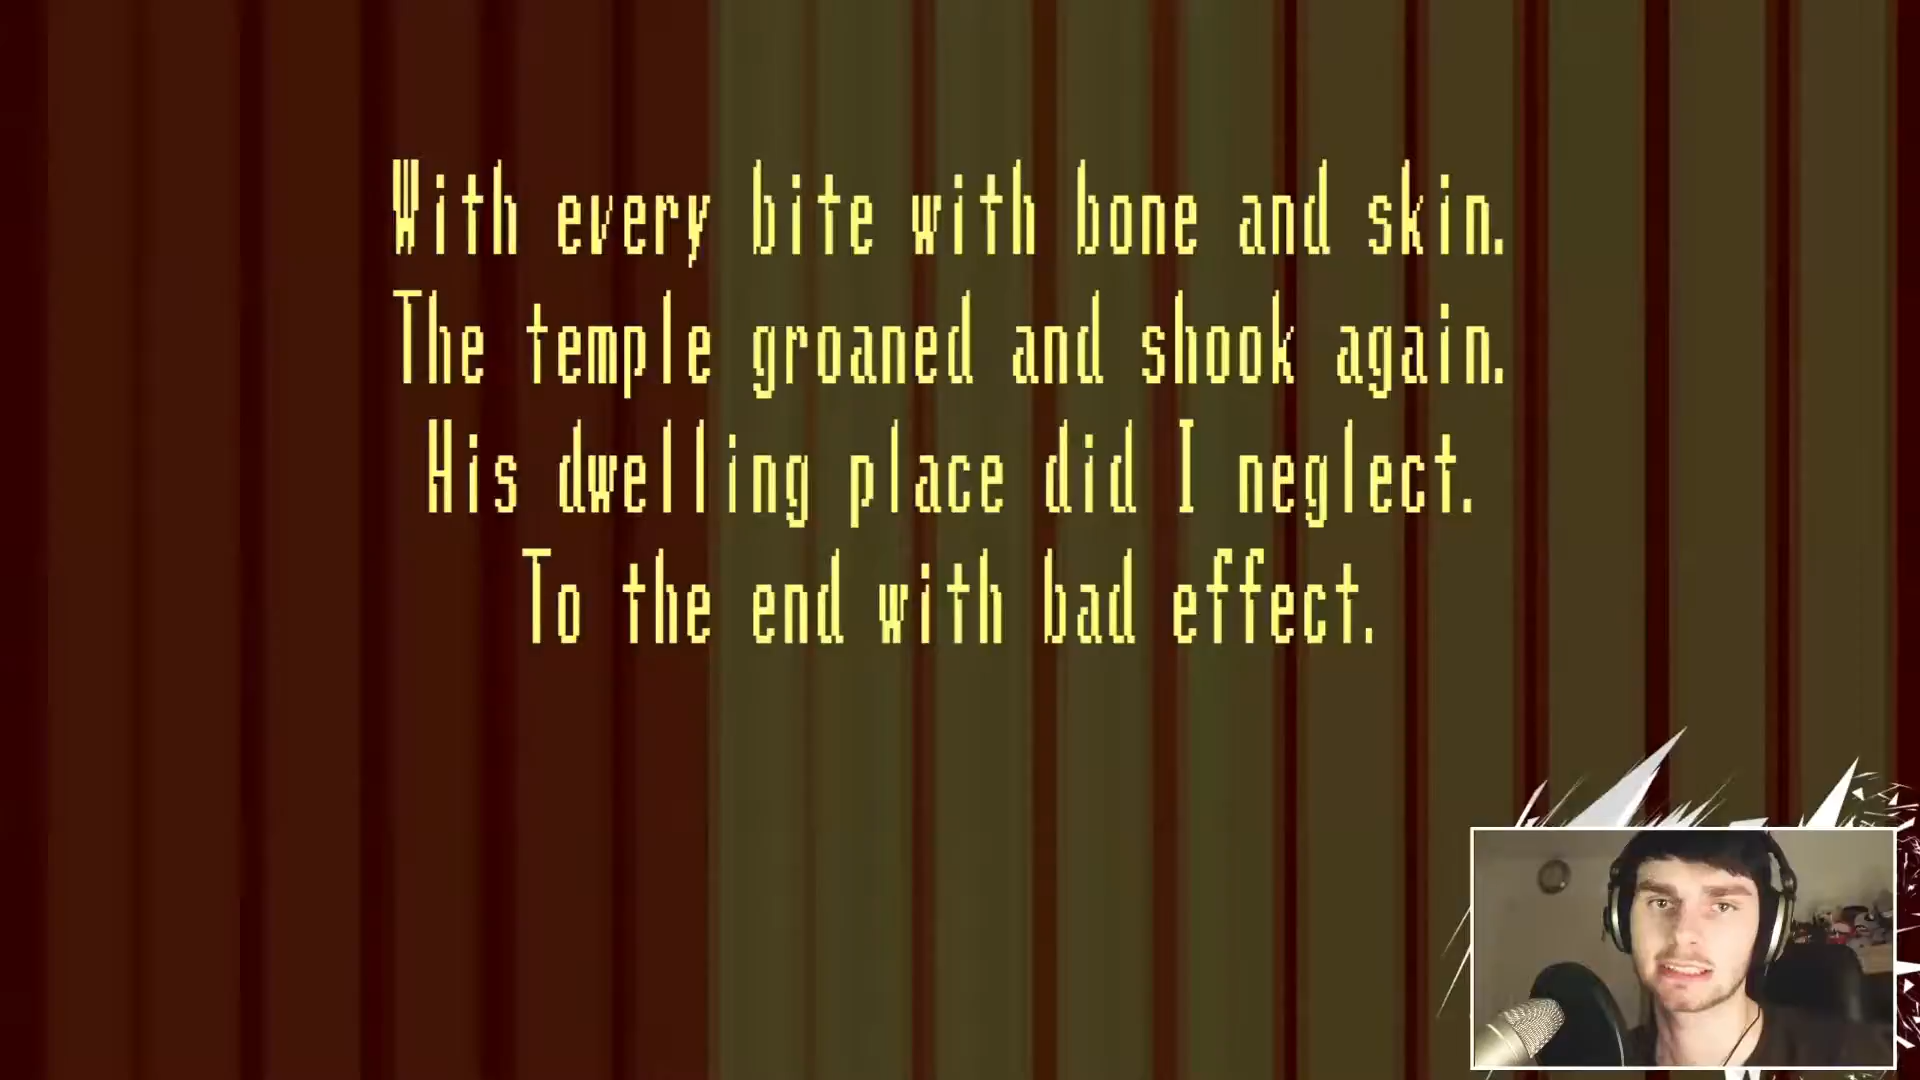 With every bite with bone and skin.
The temple groaned and shook again.
His dwelling place did I neglect.
To the end with bad effect.